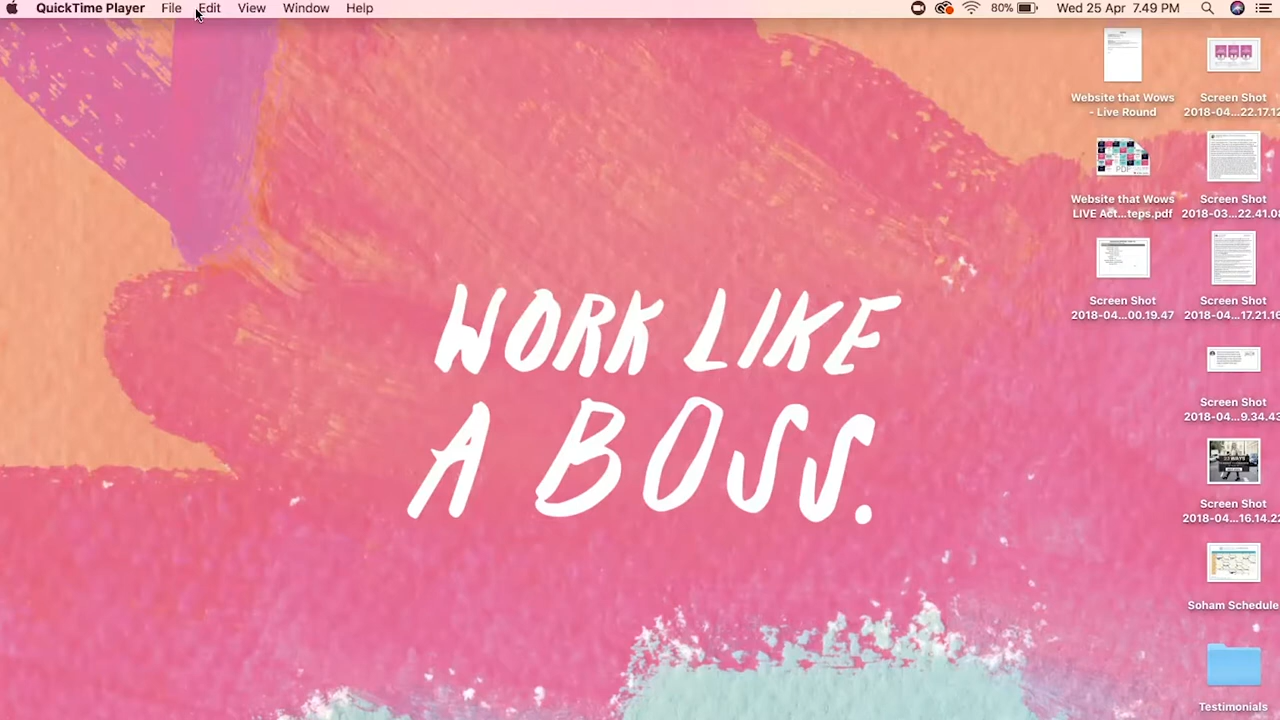 QuickTime Player File Edit View Window Help 80% Wed 25 Apr 7.49 PM
WORK LIKE
A BOSS.
Website that Wows
- Live Round
Screen Shot
2018-04...22.17.12
Website that Wows
LIVE Act...teps.pdf
Screen Shot
2018-03...22.41.08
Screen Shot
2018-04...00.19.47
Screen Shot
2018-04...17.21.16
Screen Shot
2018-04...9.34.43
Screen Shot
2018-04...16.14.22
Soham Schedule
Testimonials